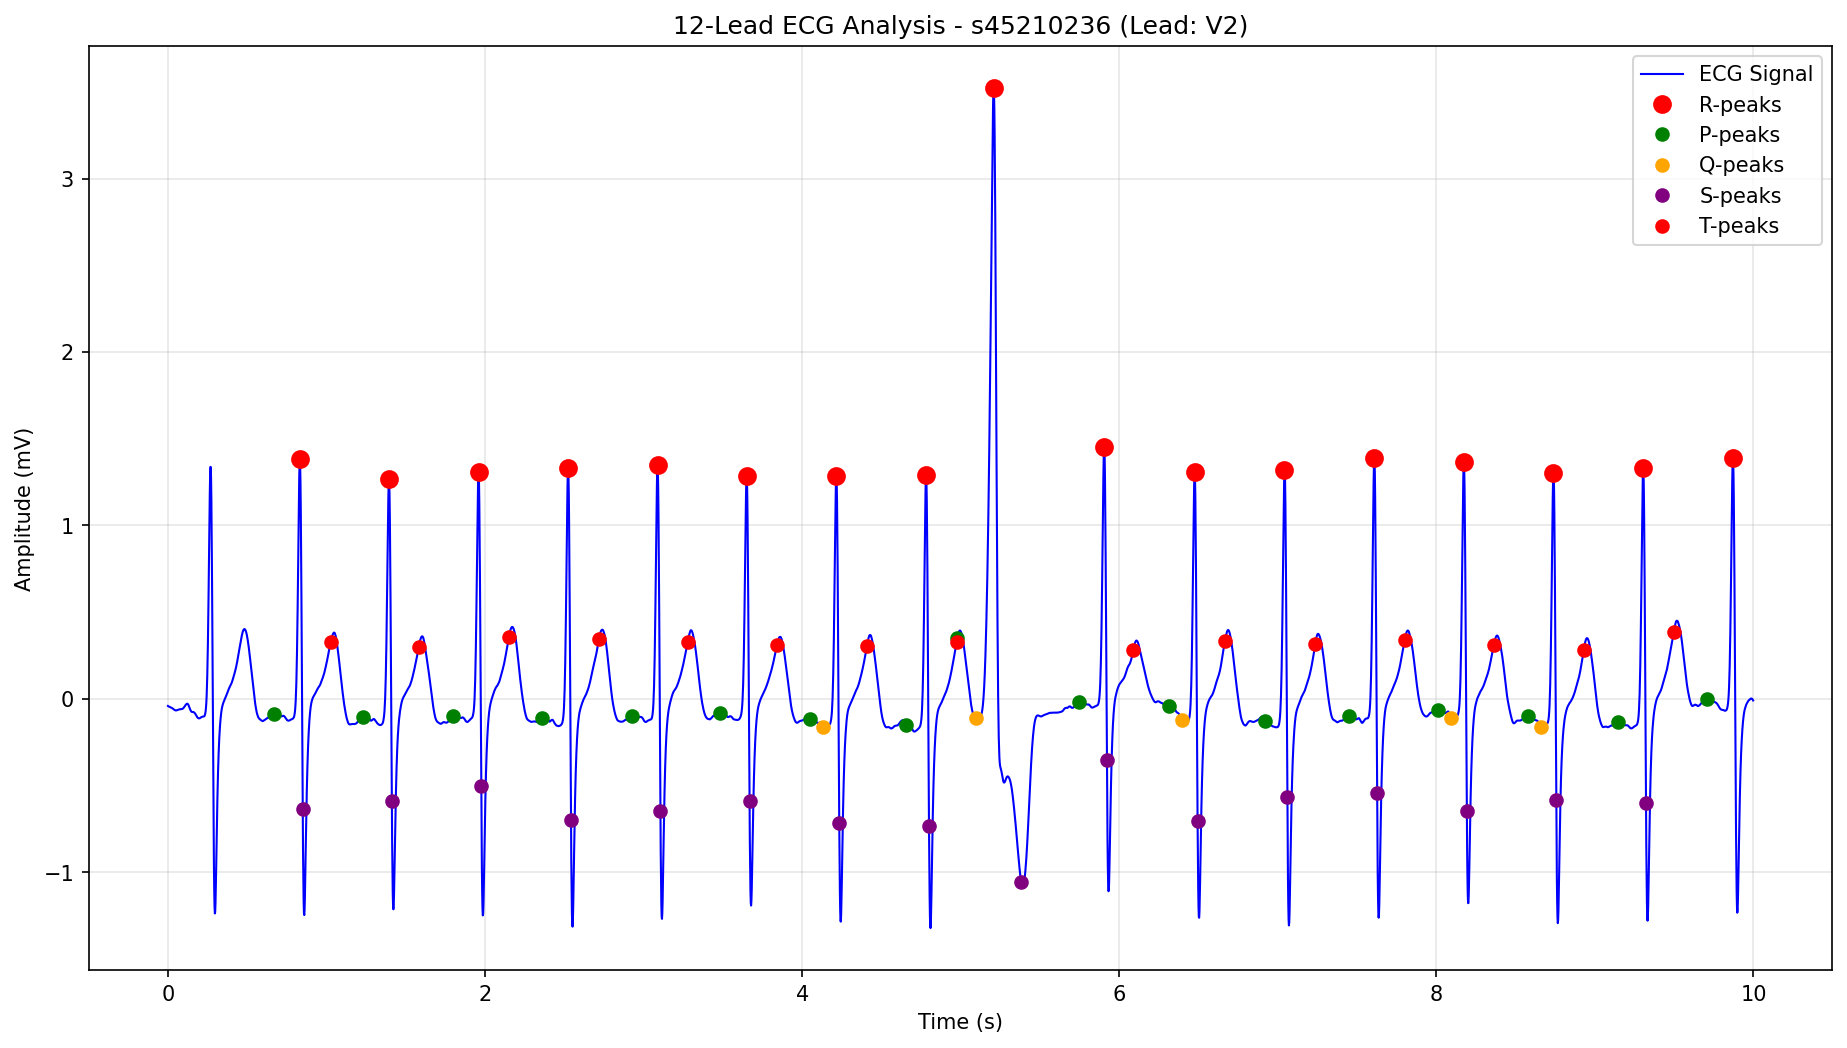 12-Lead ECG Analysis - s45210236 (Lead: V2)
ECG Signal
R-peaks
P-peaks
Q-peaks
S-peaks
T-peaks
Amplitude (mV)
3
2
1
0
−1
0 2 4 6 8 10
Time (s)